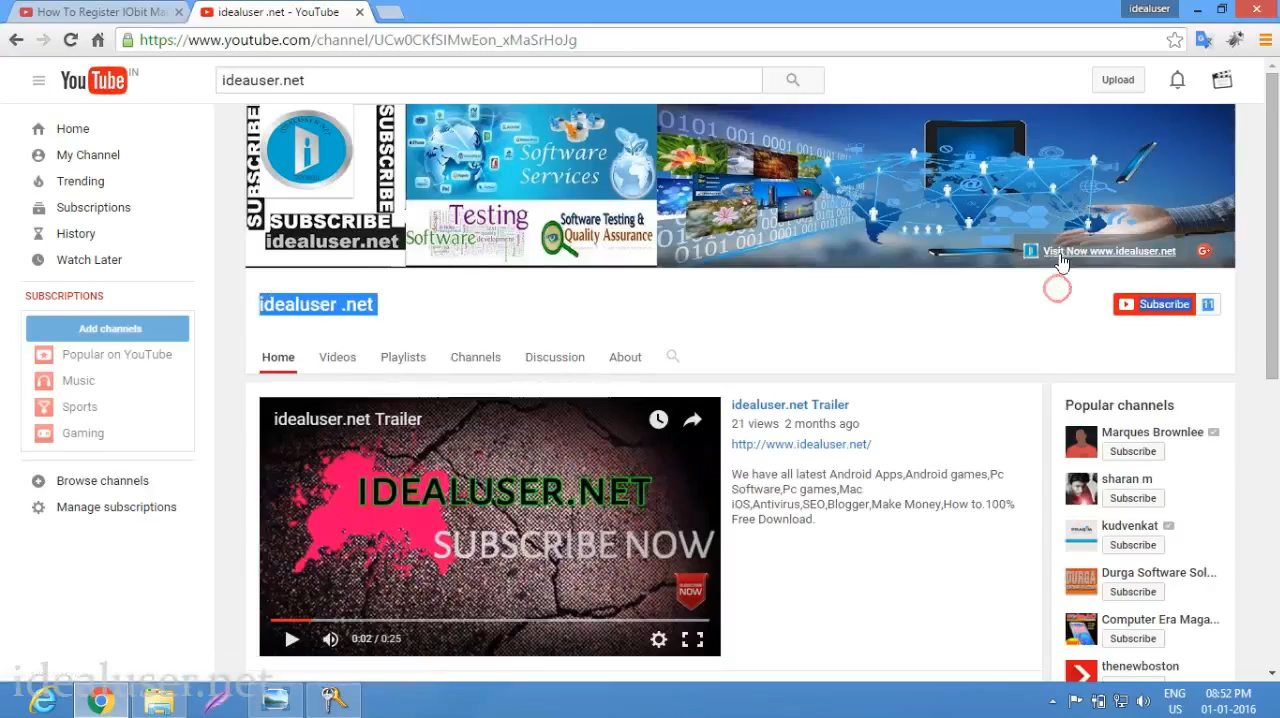 How To Register IObit Ma
idealuser .net - YouTube
idealuser
https://www.youtube.com/channel/UCw0CKfSIMwEon_xMaSrHoJg
YouTube IN
ideauser.net
Upload
Home
My Channel
Trending
Subscriptions
History
Watch Later
SUBSCRIPTIONS
Add channels
Popular on YouTube
Music
Sports
Gaming
Browse channels
Manage subscriptions
SUBSCRIBE
SUBSCRIBE
SUBSCRIBE
idealuser.net
Software
Services
Testing
Software
Software Testing &
Quality Assurance
Visit Now www.idealuser.net
idealuser .net
Subscribe 11
Home Videos Playlists Channels Discussion About
idealuser.net Trailer
IDEALUSER.NET
SUBSCRIBE NOW
SUBSCRIBE
NOW
0:02 / 0:25
idealuser.net Trailer
21 views 2 months ago
http://www.idealuser.net/
We have all latest Android Apps,Android games,Pc
Software,Pc games,Mac
iOS,Antivirus,SEO,Blogger,Make Money,How to.100%
Free Download.
Popular channels
Marques Brownlee
Subscribe
sharan m
Subscribe
kudvenkat
Subscribe
Durga Software Sol...
Subscribe
Computer Era Maga...
Subscribe
thenewboston
idealuser.net
ENG
US
08:52 PM
01-01-2016